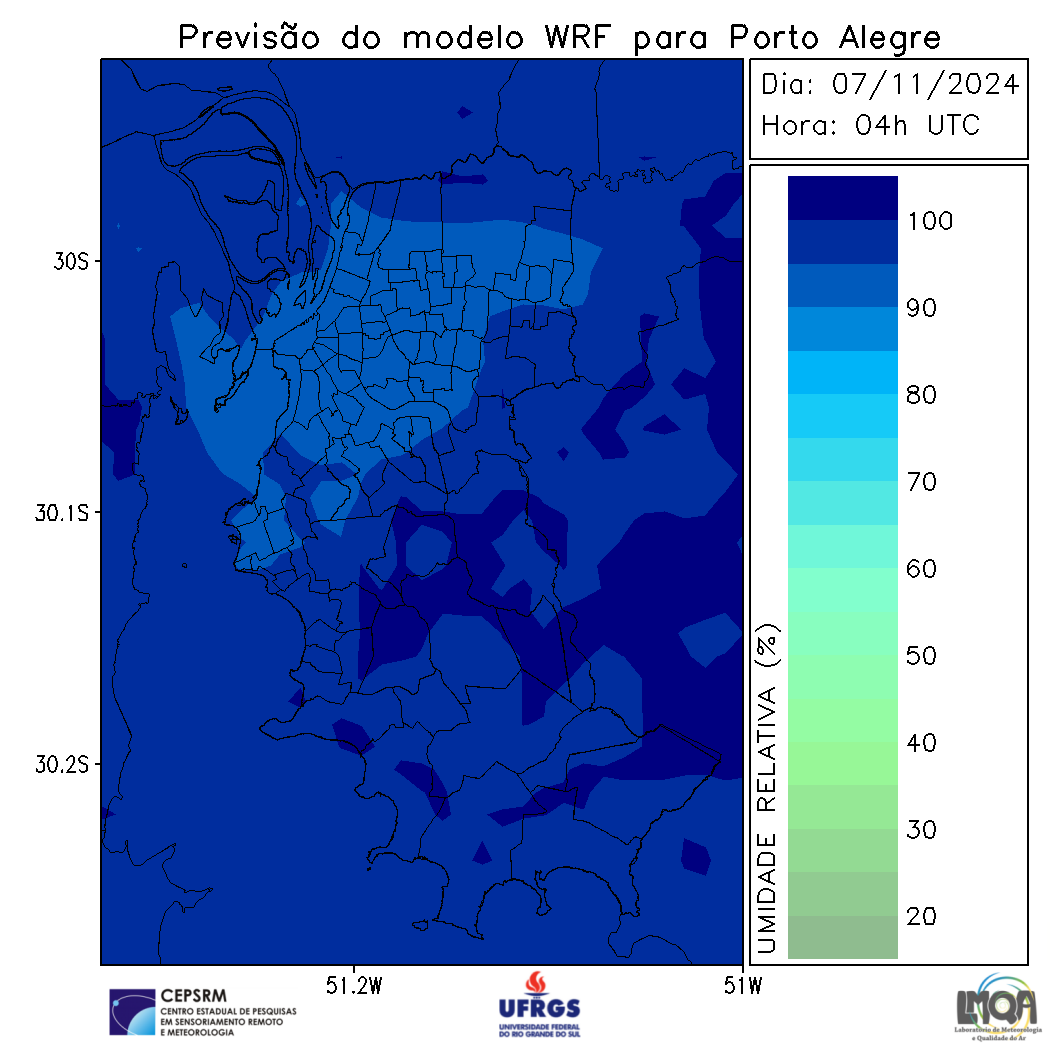 Previsão do modelo WRF para Porto Alegre
Dia: 07/11/2024
Hora: 04h UTC
30S
30.1S
30.2S
51.2W
51W
UMIDADE RELATIVA (%)
100
90
80
70
60
50
40
30
20
CEPSRM
CENTRO ESTADUAL DE PESQUISAS
EM SENSORIAMENTO REMOTO
E METEOROLOGIA
UFRGS
UNIVERSIDADE FEDERAL
DO RIO GRANDE DO SUL
LMQA
Laboratório de Meteorologia
e Qualidade do Ar